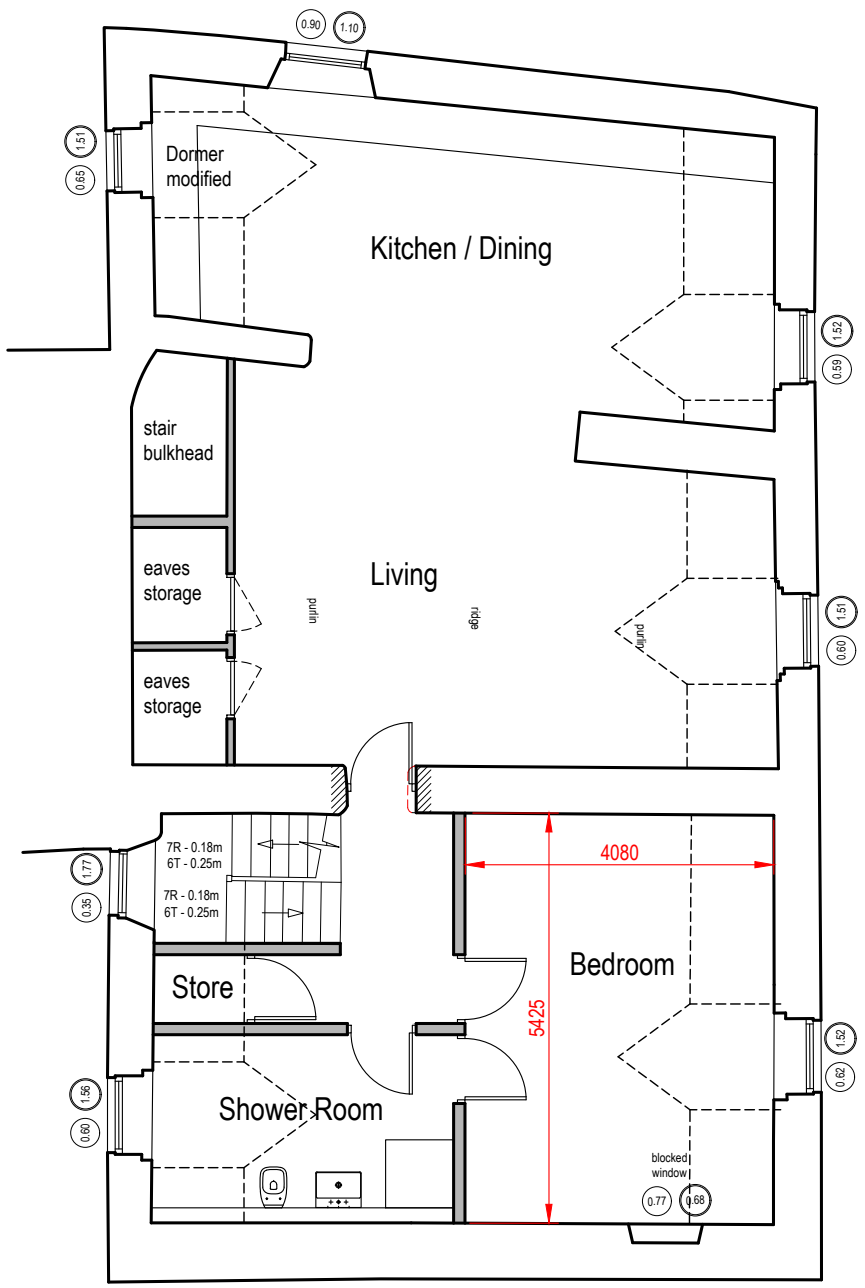 0.90
1.10
1.51
0.65
Dormer
modified
Kitchen / Dining
1.52
0.59
stair
bulkhead
eaves
storage
Living
purlin
ridge
purlin
1.51
0.60
eaves
storage
7R - 0.18m
6T - 0.25m
7R - 0.18m
6T - 0.25m
1.77
0.35
4080
Store
Bedroom
5425
1.52
0.62
1.56
0.60
Shower Room
blocked
window
0.77
0.68